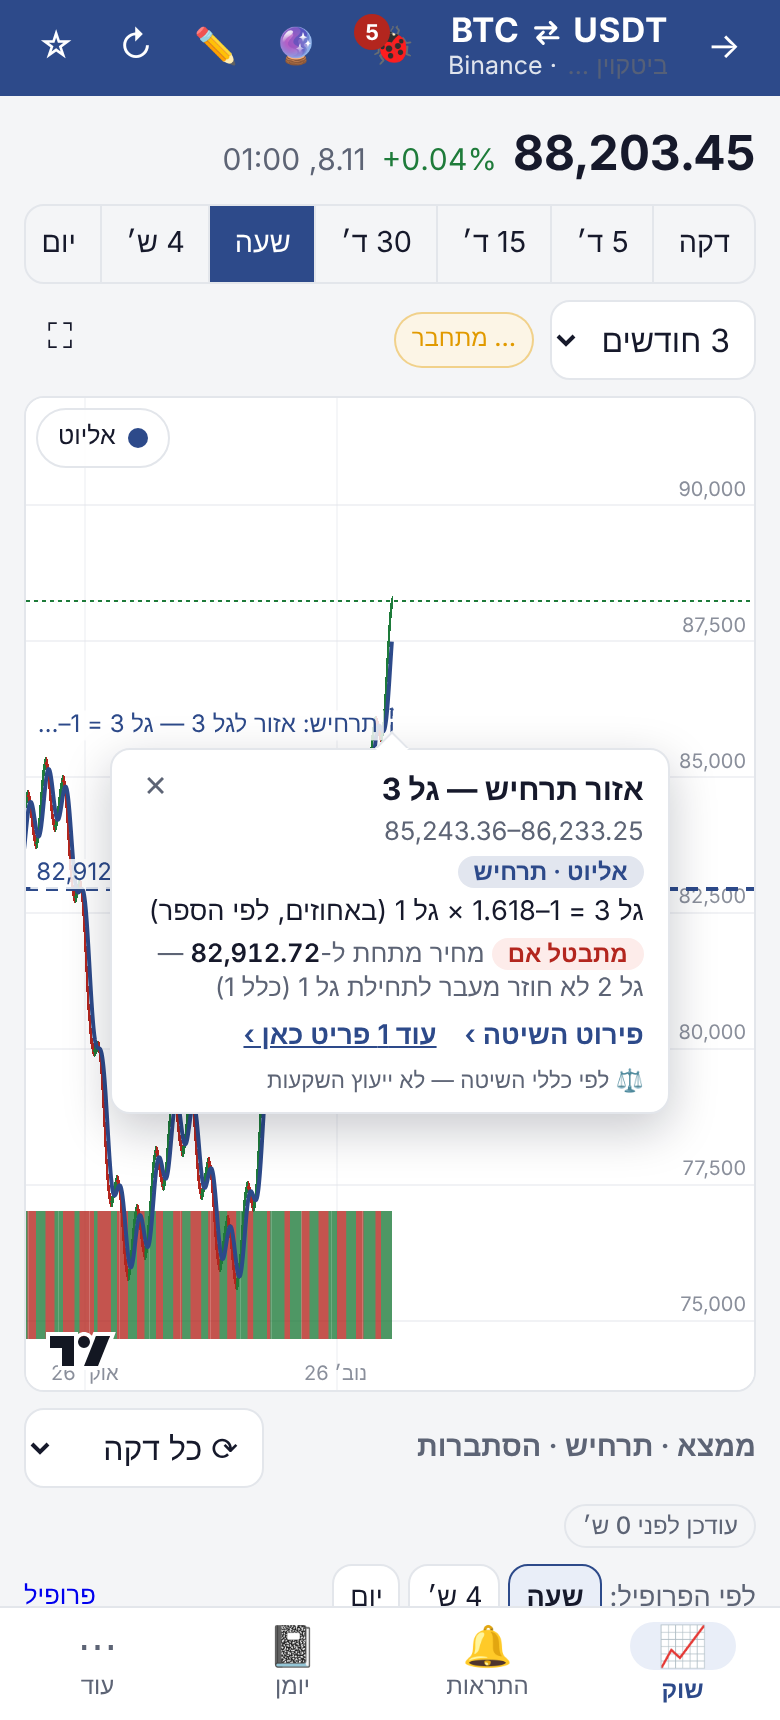 BTC ⇄ USDT
Binance · ביטקוין ...
5
88,203.45 +0.04% 8.11, 01:00
דקה
5 ד׳
15 ד׳
30 ד׳
שעה
4 ש׳
יום
3 חודשים
מתחבר ...
אליוט
90,000
87,500
תרחיש: אזור לגל 3 — גל 3 = 1–...
85,000
82,912
82,500
80,000
77,500
75,000
אזור תרחיש — גל 3
85,243.36–86,233.25
אליוט · תרחיש
גל 3 = 1–1.618 × גל 1 (באחוזים, לפי הספר)
מתבטל אם מחיר מתחת ל-82,912.72 —
גל 2 לא חוזר מעבר לתחילת גל 1 (כלל 1)
פירוט השיטה ›
עוד 1 פריט כאן ›
⚖️ לפי כללי השיטה — לא ייעוץ השקעות
אוק׳ 26
נוב׳ 26
ממצא · תרחיש · הסתברות
⟳ כל דקה
עודכן לפני 0 ש׳
לפי הפרופיל:
שעה
4 ש׳
יום
פרופיל
שוק
התראות
יומן
עוד